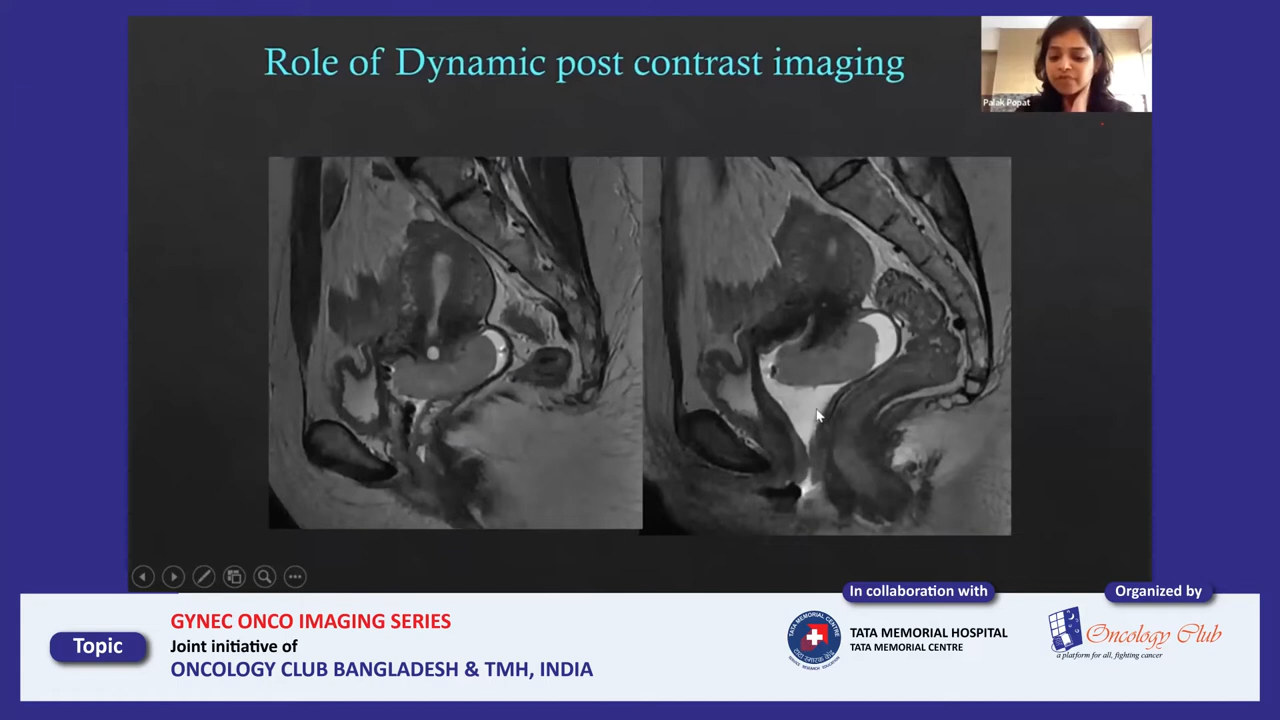 Role of Dynamic post contrast imaging
Palak Popat
Topic
GYNEC ONCO IMAGING SERIES
Joint initiative of
ONCOLOGY CLUB BANGLADESH & TMH, INDIA
In collaboration with
TATA MEMORIAL HOSPITAL
TATA MEMORIAL CENTRE
Organized by
Oncology Club
a platform for all, fighting cancer